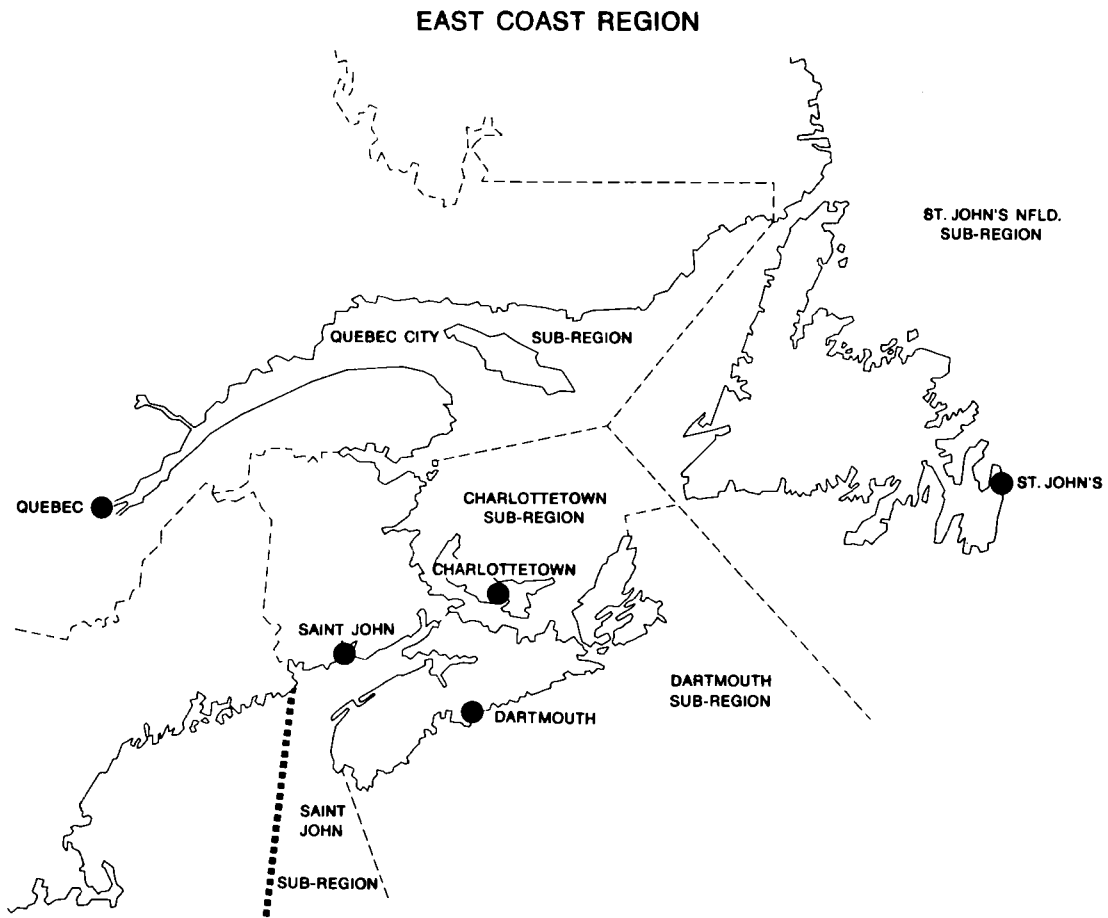 EAST COAST REGION
ST. JOHN'S NFLD.
SUB-REGION
QUEBEC CITY
SUB-REGION
QUEBEC
CHARLOTTETOWN
SUB-REGION
ST. JOHN'S
CHARLOTTETOWN
SAINT JOHN
DARTMOUTH
SUB-REGION
DARTMOUTH
SAINT
JOHN
SUB-REGION